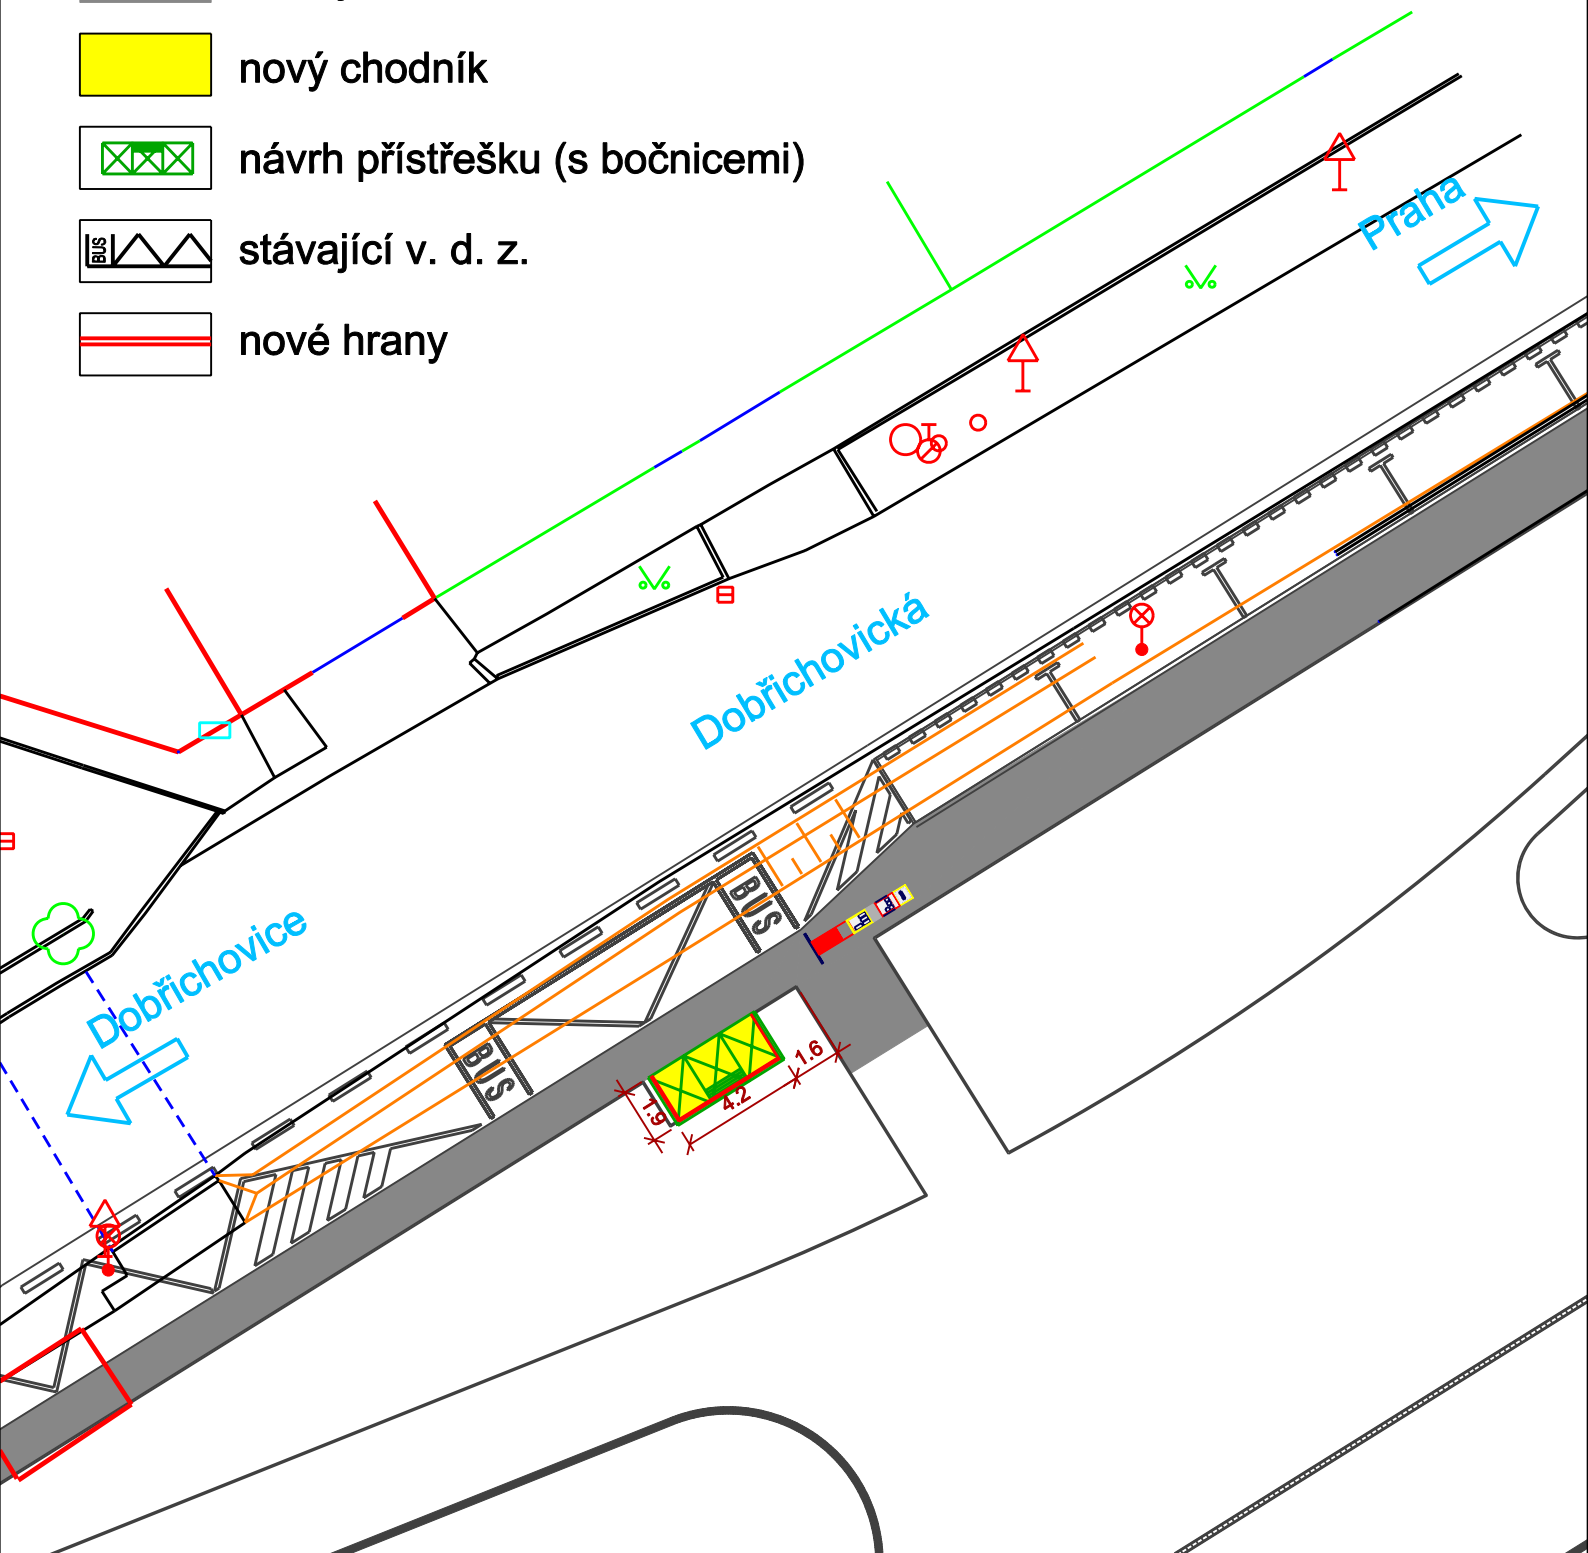 nový chodník
návrh přístřešku (s bočnicemi)
BUS
stávající v. d. z.
nové hrany
Praha
Dobřichovická
BUS
Dobřichovice
BUS
1.6
4.2
1.9